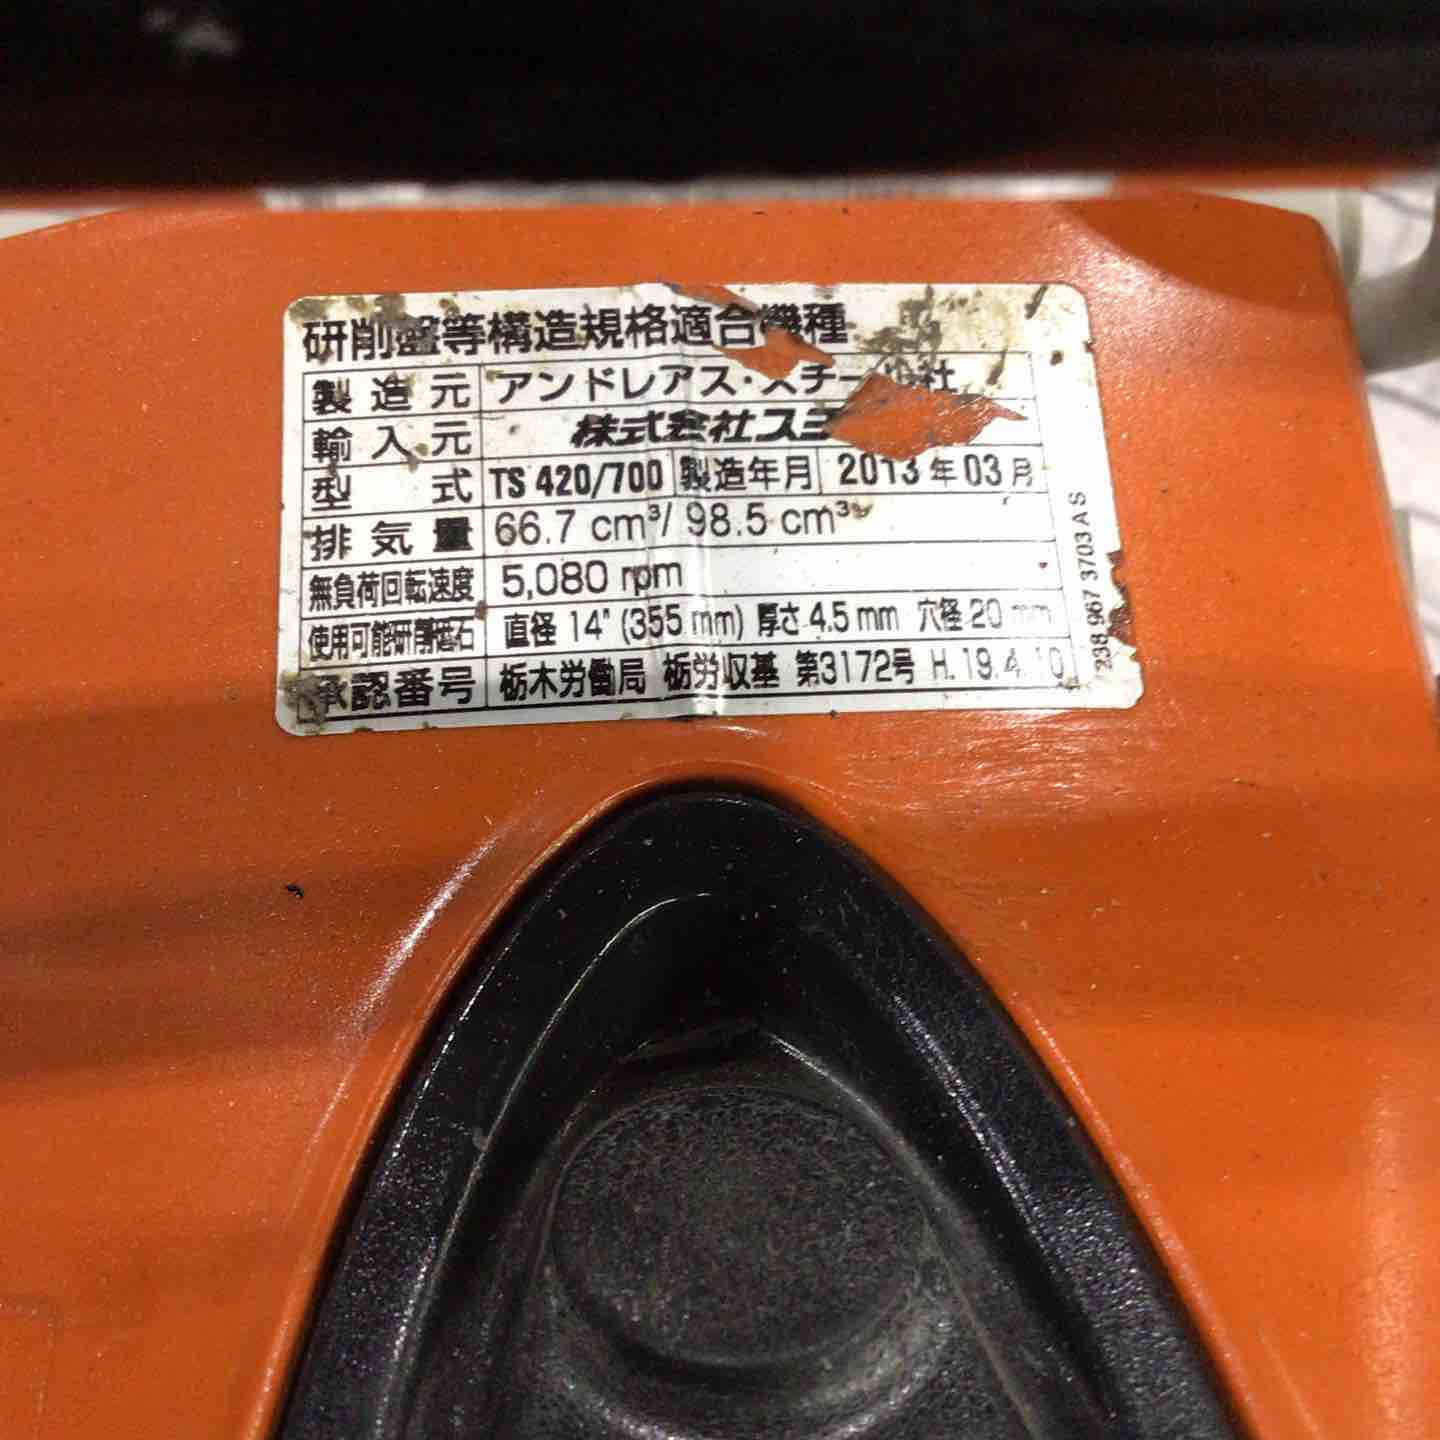 研削盤等構造規格適合機種
製造元 アンドレアス・スチール社
輸入元 株式会社ス
型式 TS 420/700 製造年月 2013年03月
排気量 66.7 cm³/ 98.5 cm³
無負荷回転速度 5,080 rpm
使用可能研削砥石 直径 14" (355 mm) 厚さ 4.5 mm 穴径 20 mm
承認番号 栃木労働局 栃労収基 第3172号 H.19.4.10
238 967 3703 A S